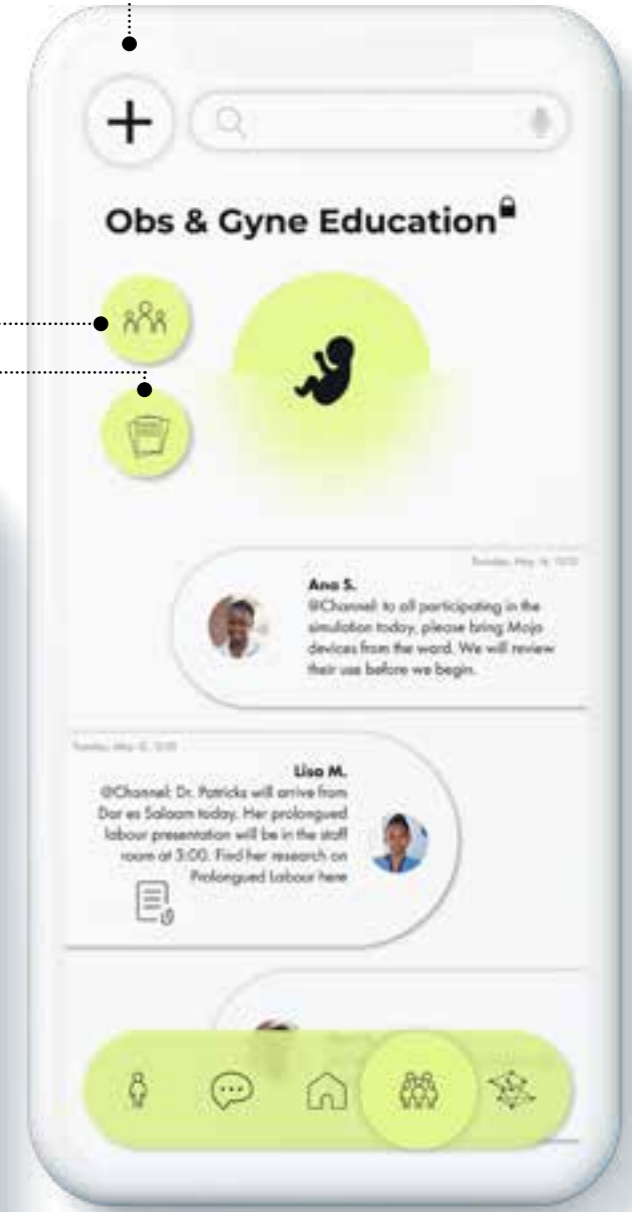 Obs & Gyne Education
Ana S.
@Channel: to all participating in the
simulation today, please bring Mojo
devices from the ward. We will review
their use before we begin.
Lisa M.
@Channel: Dr. Patricks will arrive from
Dar es Salaam today. Her prolongued
labour presentation will be in the staff
room at 3:00. Find her research on
Prolongued Labour here